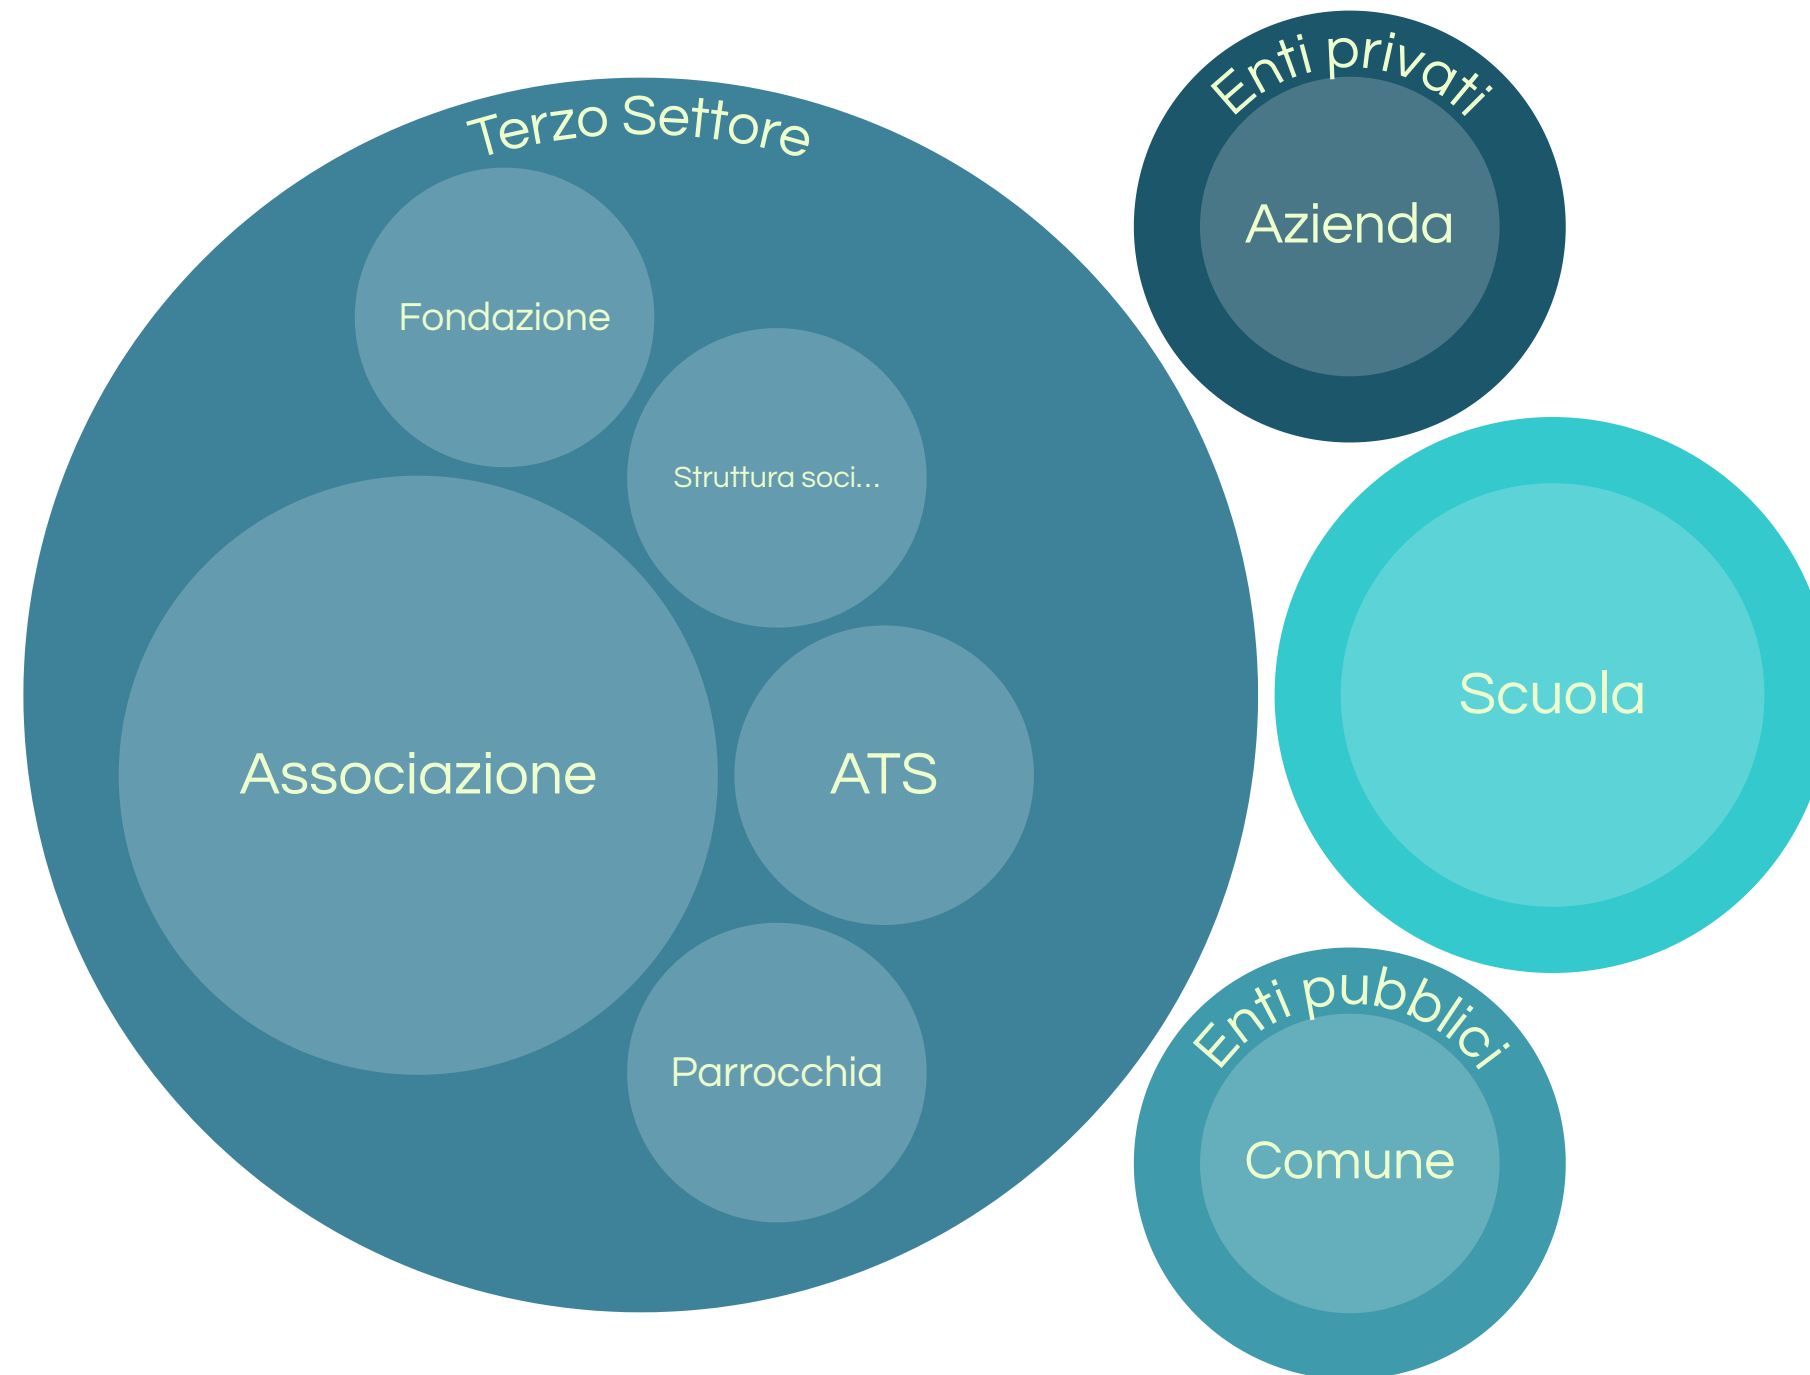 Terzo Settore
Fondazione
Struttura soci...
Associazione
ATS
Parrocchia
Enti privati
Azienda
Scuola
Enti pubblici
Comune